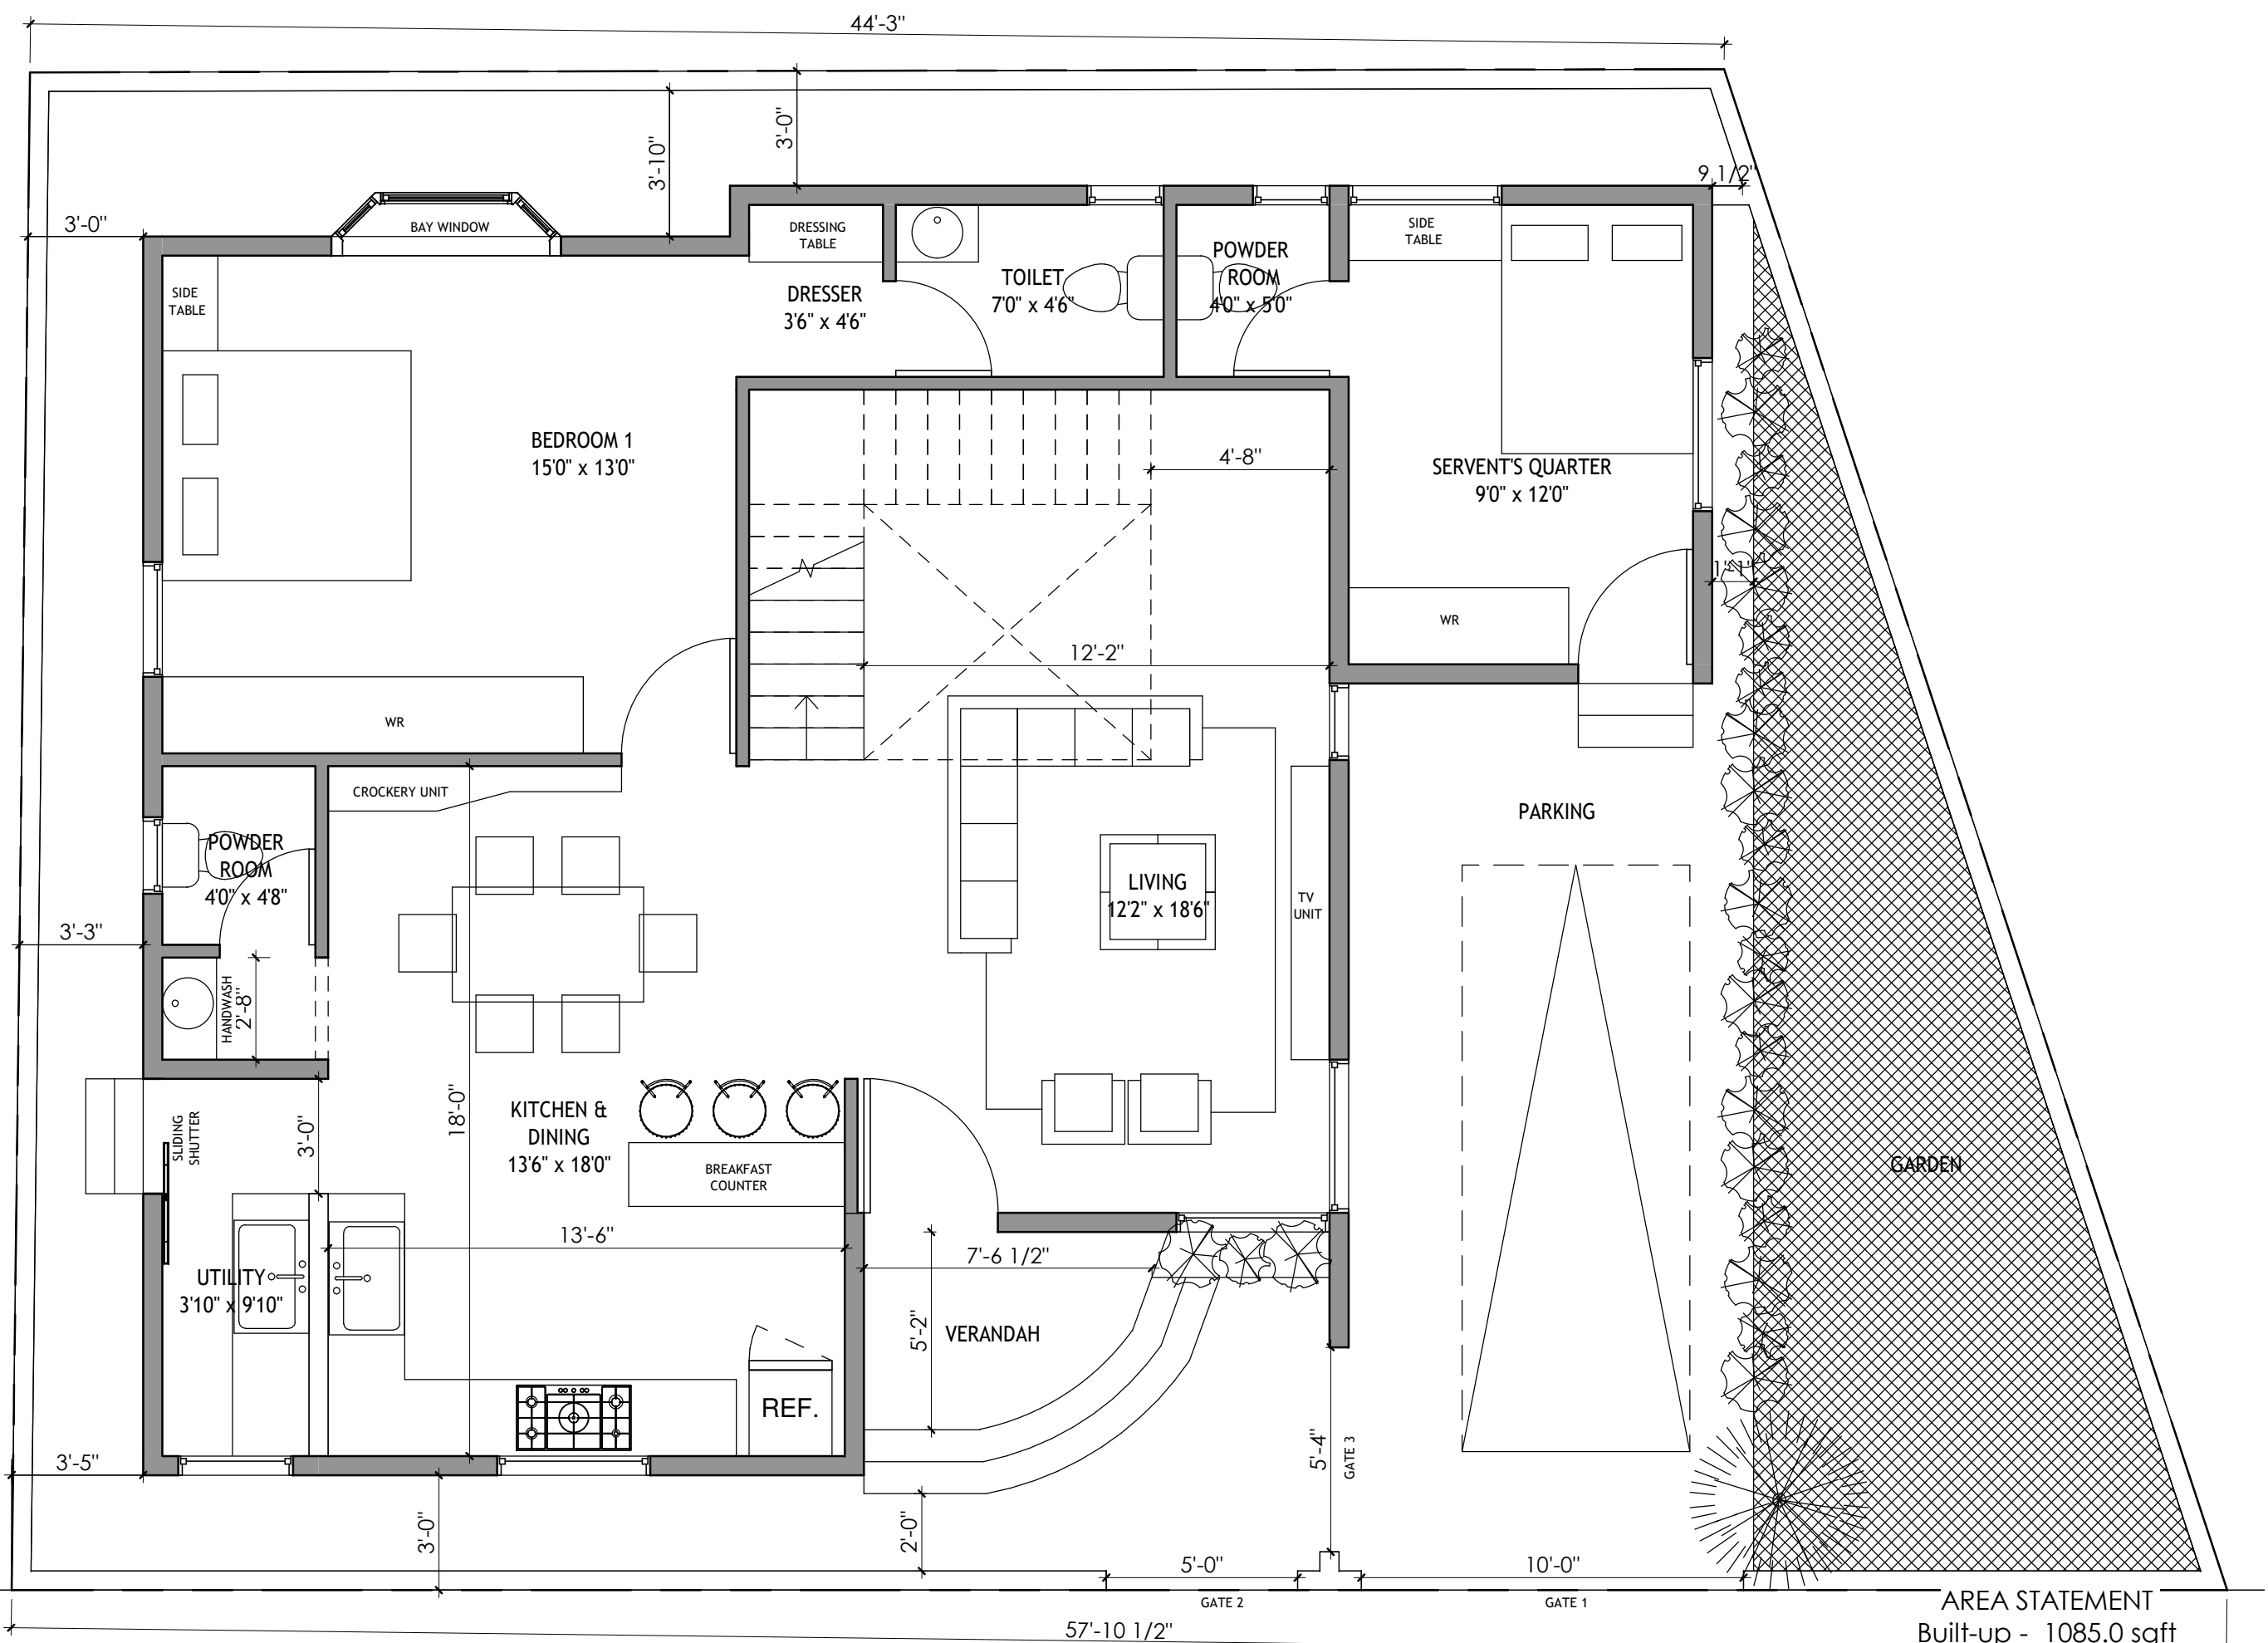 44'-3"
3'-0"
3'-10"
9 1/2"
3'-0"
BAY WINDOW
DRESSING
TABLE
SIDE
TABLE
POWDER
ROOM
4'0" x 5'0"
TOILET
7'0" x 4'6"
DRESSER
3'6" x 4'6"
SIDE
TABLE
BEDROOM 1
15'0" x 13'0"
4'-8"
SERVENT'S QUARTER
9'0" x 12'0"
1'-1"
WR
12'-2"
WR
CROCKERY UNIT
PARKING
POWDER
ROOM
4'0" x 4'8"
LIVING
12'2" x 18'6"
TV
UNIT
3'-3"
HANDWASH
2'-8"
18'-0"
KITCHEN &
DINING
13'6" x 18'0"
SLIDING
SHUTTER
3'-0"
BREAKFAST
COUNTER
GARDEN
13'-6"
7'-6 1/2"
UTILITY
3'10" x 9'10"
5'-2"
VERANDAH
REF.
5'-4"
GATE 3
3'-5"
3'-0"
2'-0"
5'-0"
10'-0"
GATE 2
GATE 1
AREA STATEMENT
57'-10 1/2"
Built-up - 1085.0 sqft